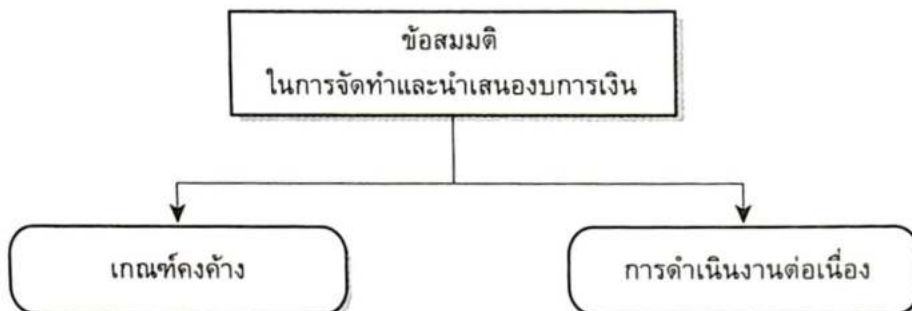 ข้อสมมติ
ในการจัดทำและนำเสนองบการเงิน
เกณฑ์คงค้าง
การดำเนินงานต่อเนื่อง